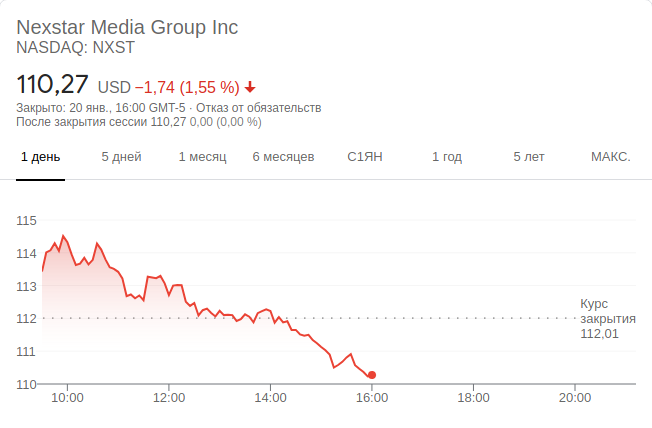 Nexstar Media Group Inc
NASDAQ: NXST
110,27 USD −1,74 (1,55 %)
Закрыто: 20 янв., 16:00 GMT-5 · Отказ от обязательств
После закрытия сессии 110,27 0,00 (0,00 %)
1 день 5 дней 1 месяц 6 месяцев С1ЯН 1 год 5 лет МАКС.
115
114
113
112
111
110
Курс
закрытия
112,01
10:00 12:00 14:00 16:00 18:00 20:00